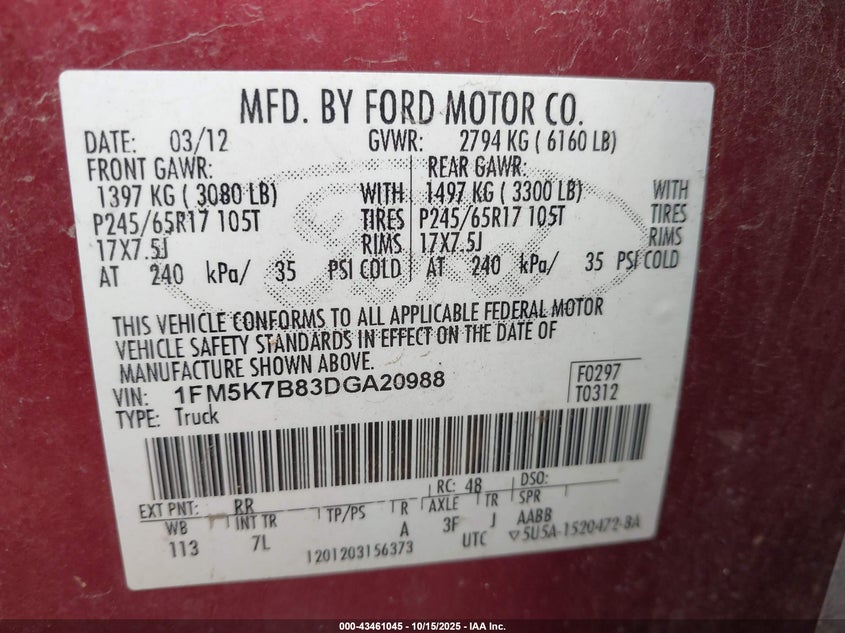 MFD. BY FORD MOTOR CO.
DATE: 03/12 GVWR: 2794 KG ( 6160 LB)
FRONT GAWR: REAR GAWR:
1397 KG ( 3080 LB) WITH 1497 KG ( 3300 LB) WITH
P245/65R17 105T TIRES P245/65R17 105T TIRES
17X7.5J RIMS 17X7.5J RIMS
AT 240 kPa/ 35 PSI COLD AT 240 kPa/ 35 PSI COLD
THIS VEHICLE CONFORMS TO ALL APPLICABLE FEDERAL MOTOR
VEHICLE SAFETY STANDARDS IN EFFECT ON THE DATE OF
MANUFACTURE SHOWN ABOVE.
VIN: 1FM5K7B83DGA20988 F0297
TYPE: Truck T0312
EXT PNT: RR RC: 48 DSO:
WB INT TR TP/PS R AXLE TR SPR
113 7L A 3F J AABB
1201203156373 UTC ▽5U5A-1520472-BA
000-43461045 - 10/15/2025 - IAA Inc.